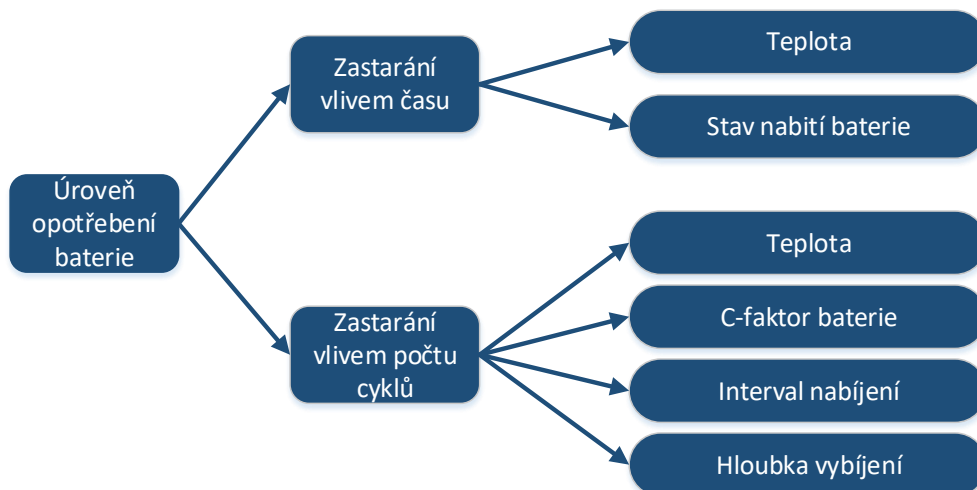 Úroveň
opotřebení
baterie
Zastarání
vlivem času
Teplota
Stav nabití baterie
Zastarání
vlivem počtu
cyklů
Teplota
C-faktor baterie
Interval nabíjení
Hloubka vybíjení